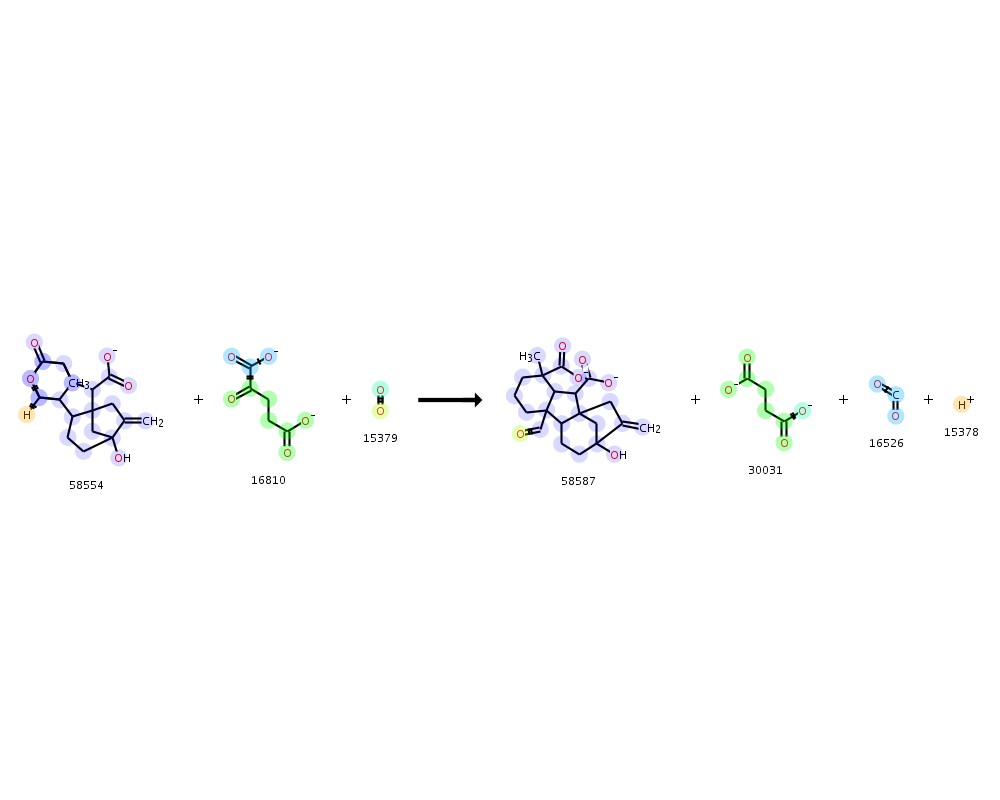 O O⁻ CH₃ O O H CH₂ OH
58554
+
O O⁻ O O⁻ O
16810
+
O O
15379
H₃C O O O⁻ O⁻ O CH₂ OH
58587
+
O O⁻ O⁻ O
30031
+
O C O
16526
+
H⁺
15378